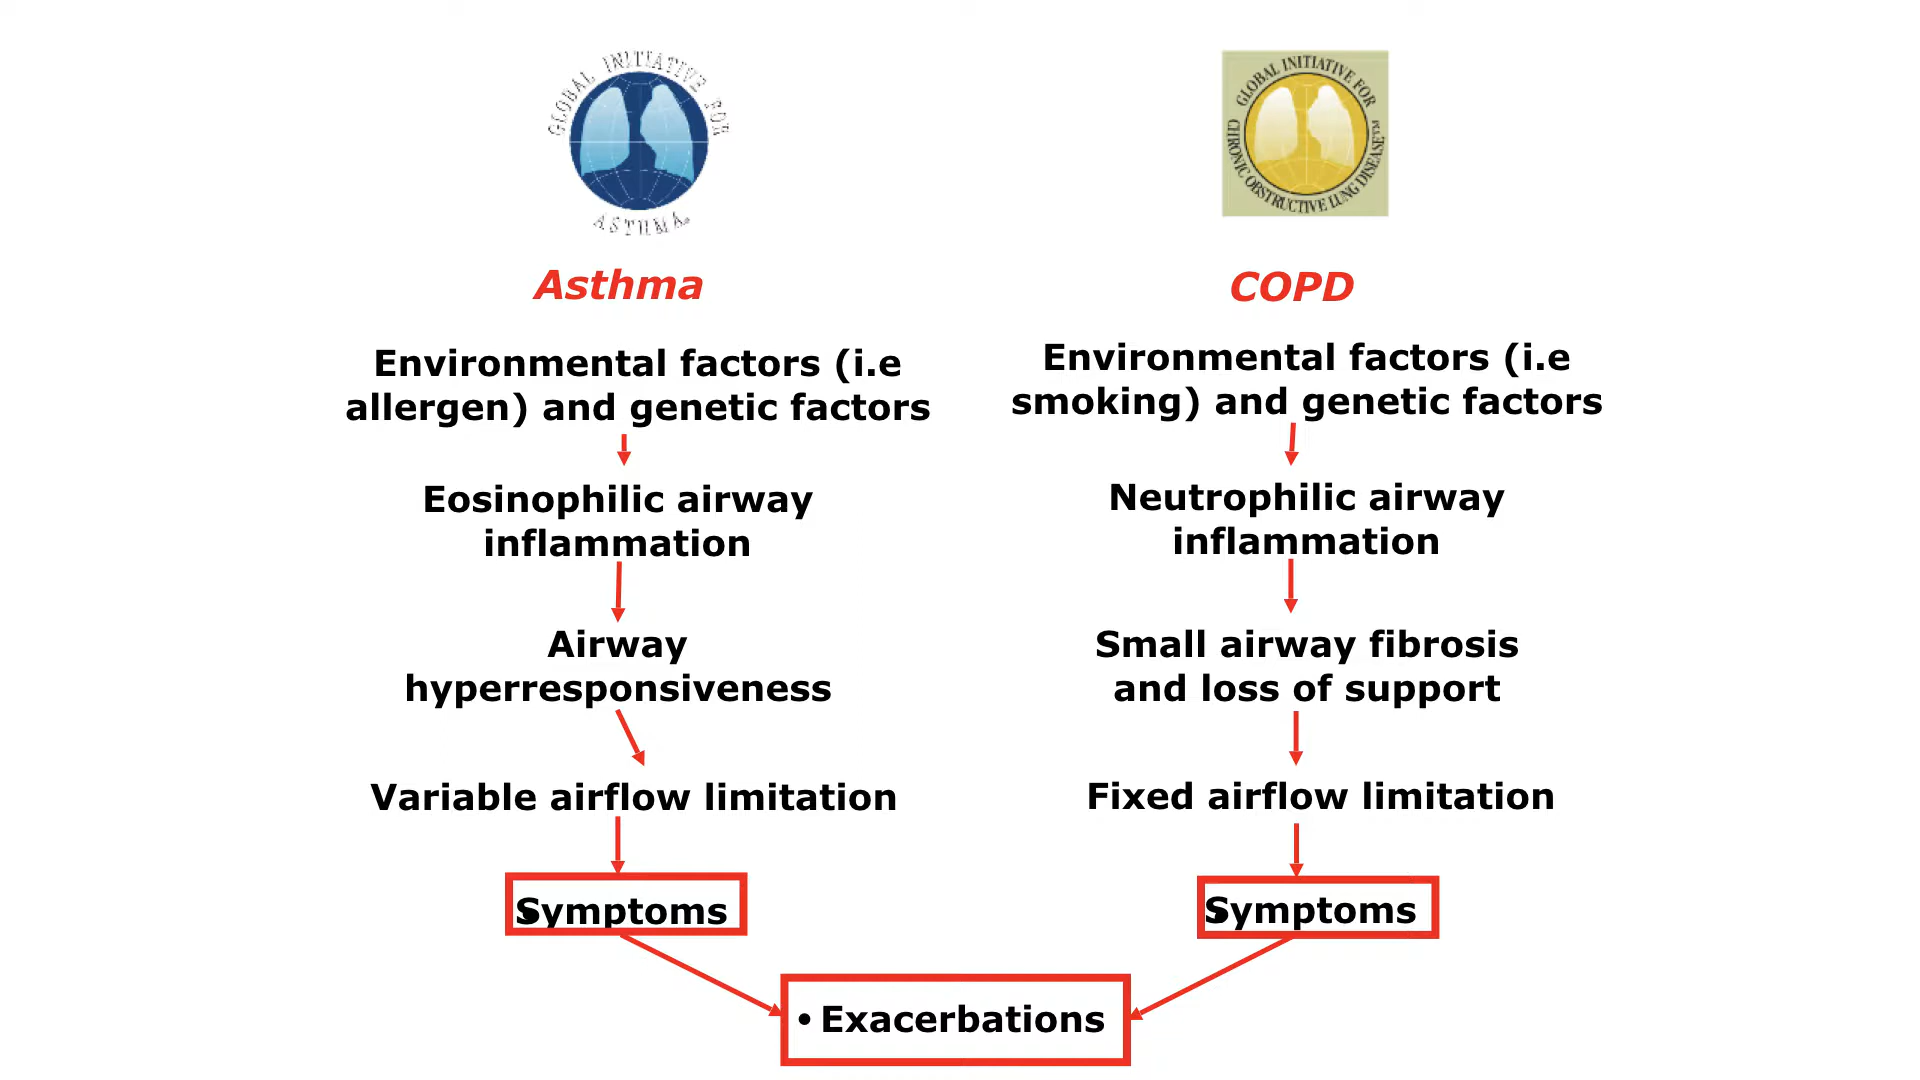 GLOBAL INITIATIVE FOR
ASTHMA
GLOBAL INITIATIVE FOR
CHRONIC OBSTRUCTIVE LUNG DISEASE™
Asthma
Environmental factors (i.e
allergen) and genetic factors
Eosinophilic airway
inflammation
Airway
hyperresponsiveness
Variable airflow limitation
Symptoms
COPD
Environmental factors (i.e
smoking) and genetic factors
Neutrophilic airway
inflammation
Small airway fibrosis
and loss of support
Fixed airflow limitation
Symptoms
• Exacerbations